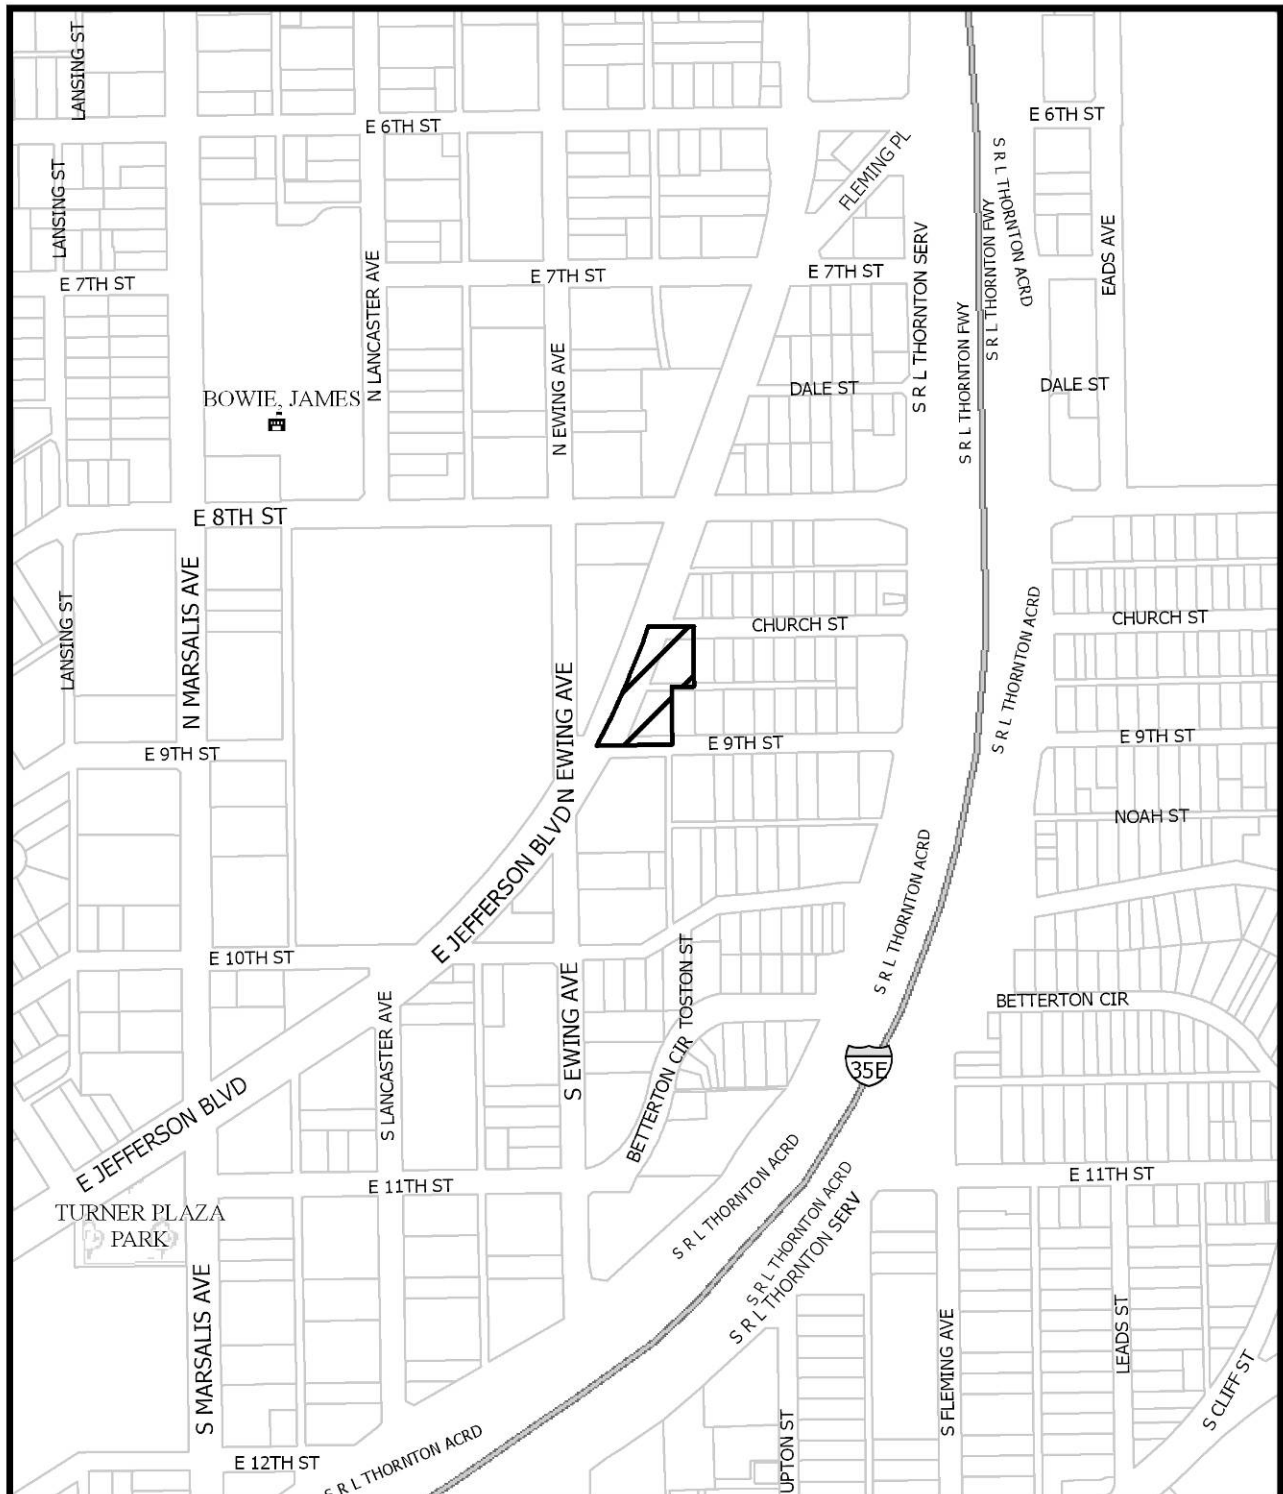 LANSING ST
E 6TH ST
E 6TH ST
FLEMING PL
S R L THORNTON ACRD
LANSING ST
N LANCASTER AVE
S R L THORNTON SERV
S R L THORNTON FWY
EADS AVE
E 7TH ST
E 7TH ST
E 7TH ST
S R L THORNTON FWY
N EWING AVE
DALE ST
DALE ST
BOWIE, JAMES
E 8TH ST
N MARSALIS AVE
LANSING ST
CHURCH ST
CHURCH ST
S R L THORNTON ACRD
N EWING AVE
E 9TH ST
E 9TH ST
E 9TH ST
NOAH ST
E JEFFERSON BLVD
S R L THORNTON ACRD
E 10TH ST
S LANCASTER AVE
S EWING AVE
TOSTON ST
BETTERTON CIR
BETTERTON CIR
35E
E JEFFERSON BLVD
E 11TH ST
E 11TH ST
TURNER PLAZA
PARK
S R L THORNTON ACRD
S R L THORNTON ACRD
S R L THORNTON SERV
S MARSALIS AVE
S FLEMING AVE
LEADS ST
S CLIFF ST
UPTON ST
E 12TH ST
S R L THORNTON ACRD